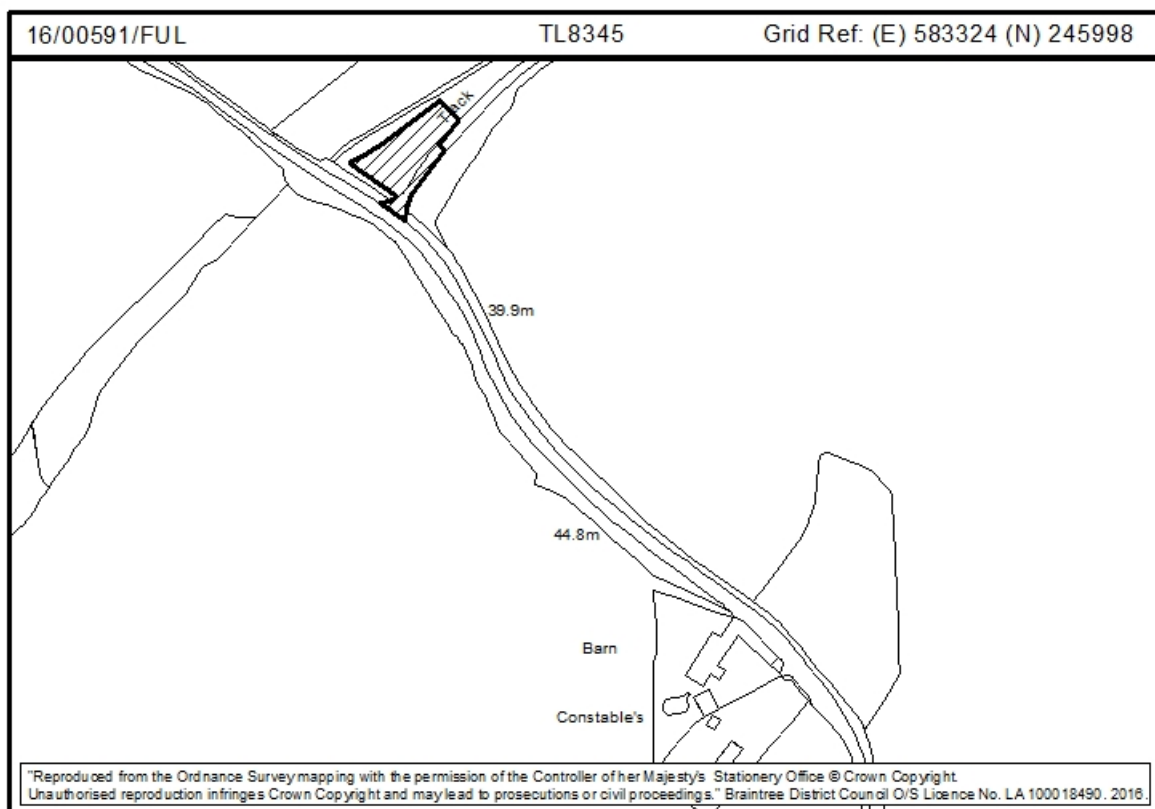 16/00591/FUL TL8345 Grid Ref: (E) 583324 (N) 245998
Track
39.9m
44.8m
Barn
Constable's
"Reproduced from the Ordnance Survey mapping with the permission of the Controller of her Majesty's Stationery Office © Crown Copyright.
Unauthorised reproduction infringes Crown Copyright and may lead to prosecutions or civil proceedings." Braintree District Council O/S Licence No. LA 100018490. 2016.